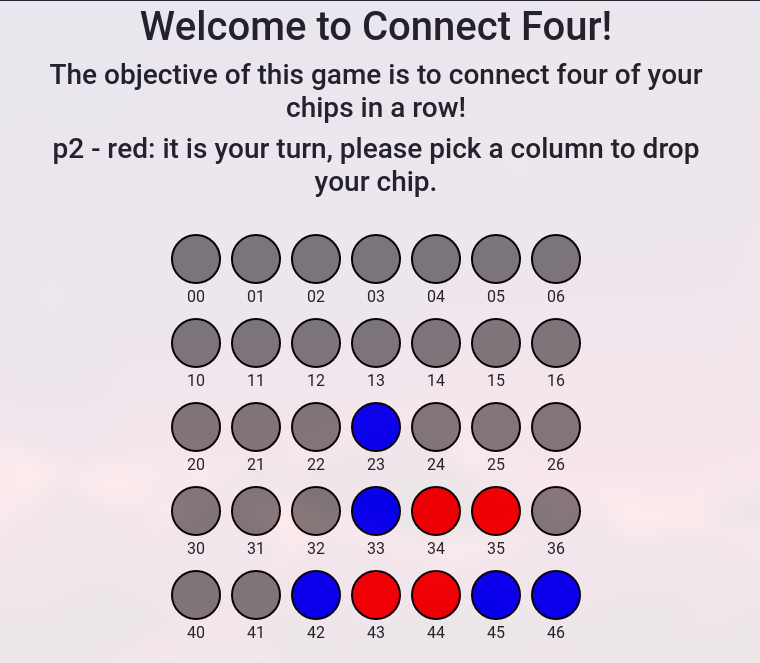 Welcome to Connect Four!
The objective of this game is to connect four of your
chips in a row!
p2 - red: it is your turn, please pick a column to drop
your chip.
00 01 02 03 04 05 06
10 11 12 13 14 15 16
20 21 22 23 24 25 26
30 31 32 33 34 35 36
40 41 42 43 44 45 46